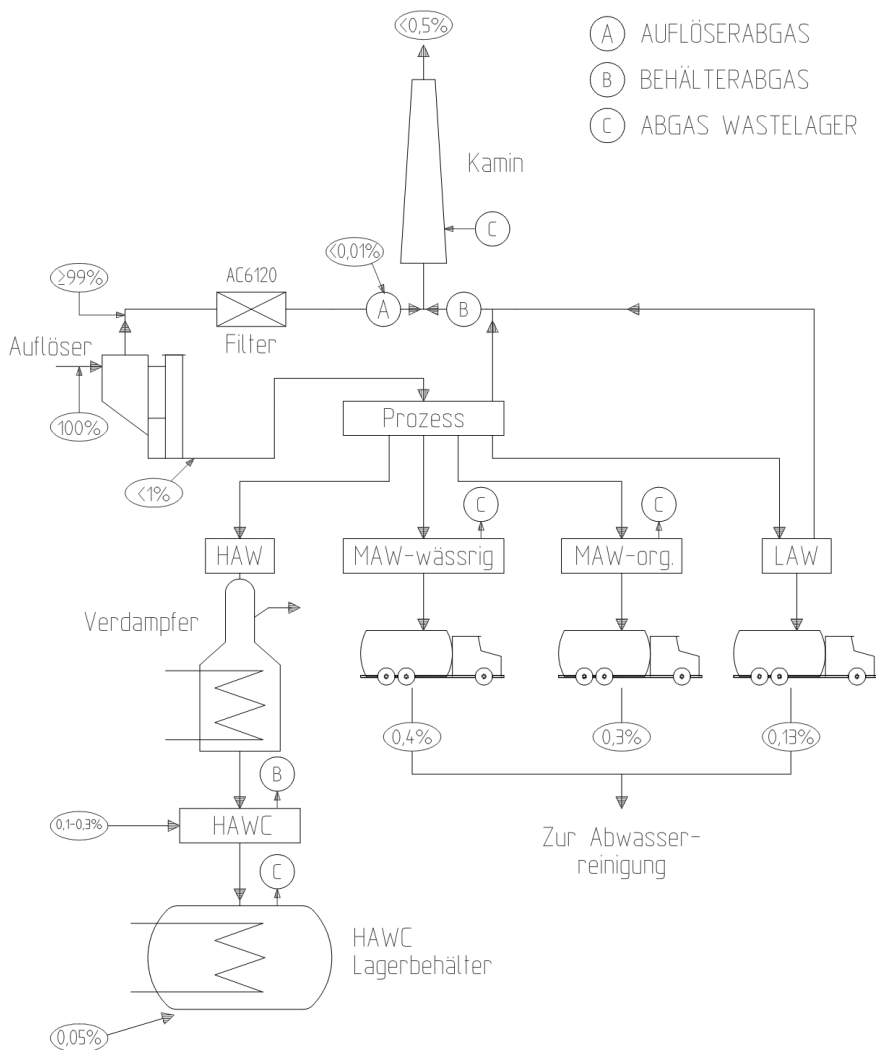 <0,5%
A AUFLÖSERABGAS
B BEHÄLTERABGAS
C ABGAS WASTELAGER
Kamin
C
<0,01%
≥99%
AC6120
A
B
Filter
Auflöser
100%
Prozess
<1%
C
C
HAW
MAW-wässrig
MAW-org.
LAW
Verdampfer
0,4%
0,3%
0,13%
B
0,1-0,3%
HAWC
Zur Abwasser-
reinigung
C
HAWC
Lagerbehälter
0,05%